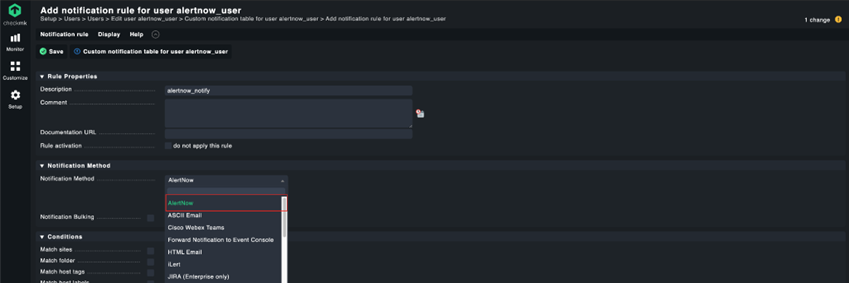 Add notification rule for user alertnow_user
Setup > Users > Users > Edit user alertnow_user > Custom notification table for user alertnow_user > Add notification rule for user alertnow_user
1 change
checkmk
Notification rule Display Help
Monitor
Save Custom notification table for user alertnow_user
Customize
Rule Properties
Description alertnow_notify
Setup
Comment
Documentation URL
Rule activation do not apply this rule
Notification Method
Notification Method AlertNow
AlertNow
Notification Bulking ASCII Email
Cisco Webex Teams
Conditions Forward Notification to Event Console
Match sites HTML Email
Match folder iLert
Match host tags JIRA (Enterprise only)
Match host labels